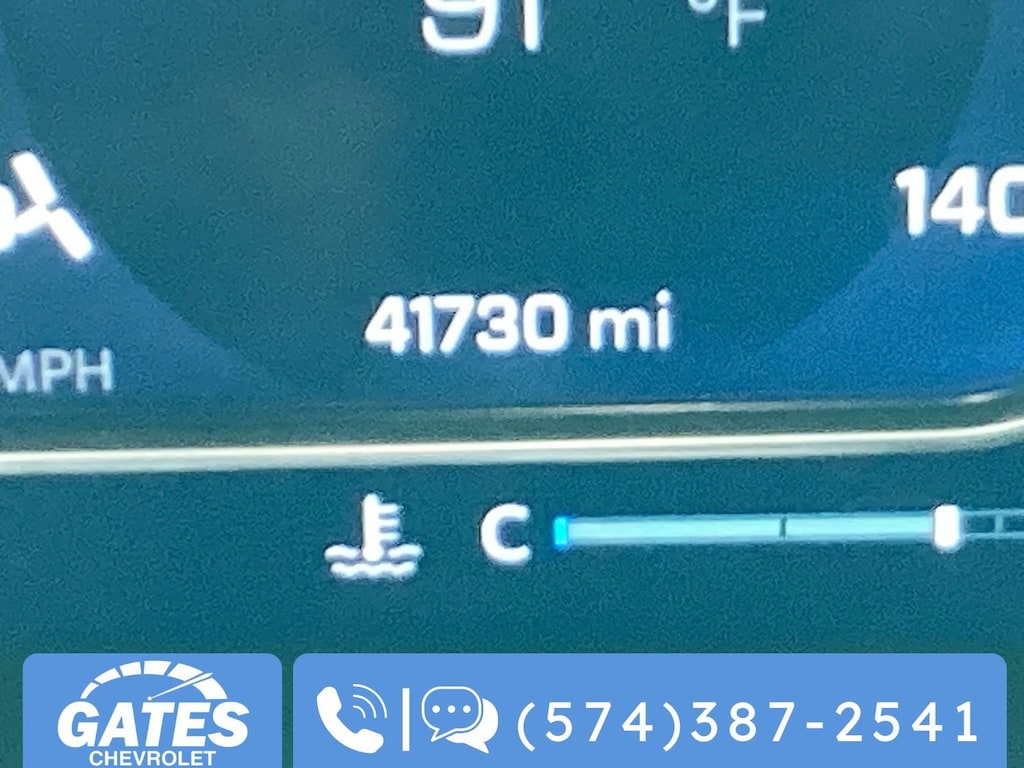 °F
140
41730 mi
MPH
C
GATES
CHEVROLET
(574)387-2541